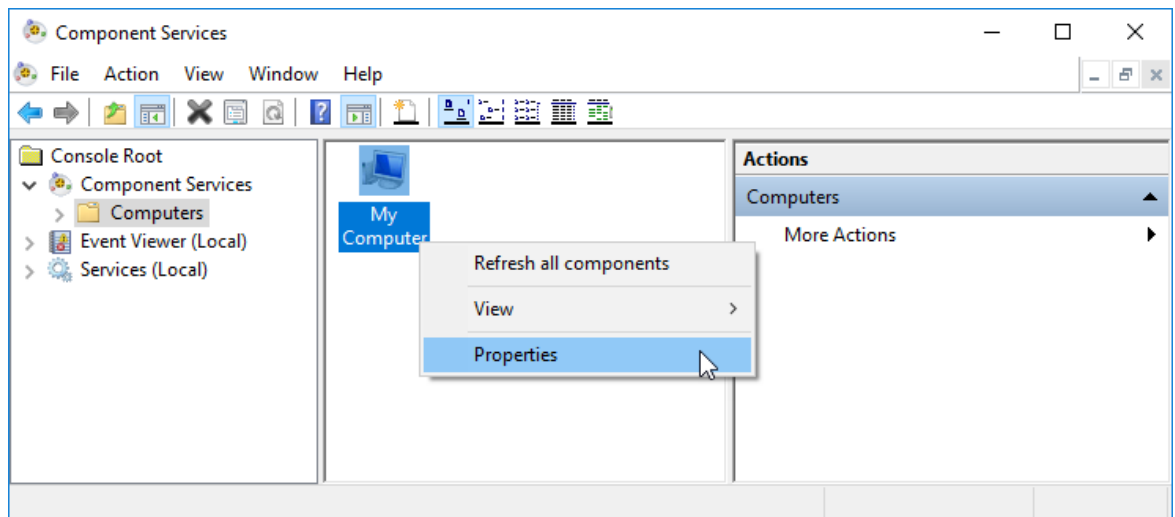 Component Services
File Action View Window Help
Console Root
Component Services
Computers
Event Viewer (Local)
Services (Local)
My
Computer
Refresh all components
View
Properties
Actions
Computers
More Actions